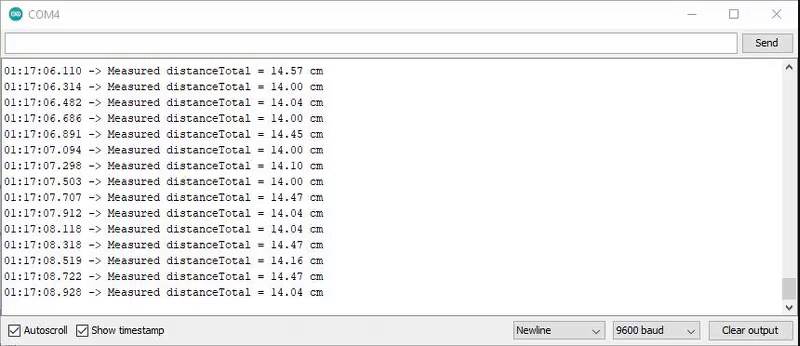 COM4
Send
01:17:06.110 -> Measured distanceTotal = 14.57 cm
01:17:06.314 -> Measured distanceTotal = 14.00 cm
01:17:06.482 -> Measured distanceTotal = 14.04 cm
01:17:06.686 -> Measured distanceTotal = 14.00 cm
01:17:06.891 -> Measured distanceTotal = 14.45 cm
01:17:07.094 -> Measured distanceTotal = 14.00 cm
01:17:07.298 -> Measured distanceTotal = 14.10 cm
01:17:07.503 -> Measured distanceTotal = 14.00 cm
01:17:07.707 -> Measured distanceTotal = 14.47 cm
01:17:07.912 -> Measured distanceTotal = 14.04 cm
01:17:08.118 -> Measured distanceTotal = 14.04 cm
01:17:08.318 -> Measured distanceTotal = 14.47 cm
01:17:08.519 -> Measured distanceTotal = 14.16 cm
01:17:08.722 -> Measured distanceTotal = 14.47 cm
01:17:08.928 -> Measured distanceTotal = 14.04 cm
Autoscroll Show timestamp Newline 9600 baud Clear output